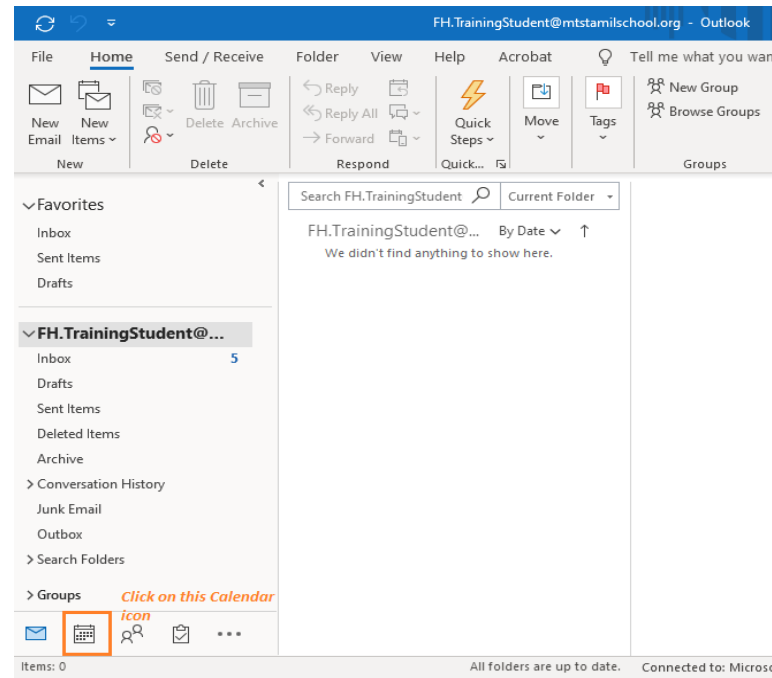 FH.TrainingStudent@mtstamilschool.org - Outlook
File Home Send / Receive Folder View Help Acrobat Tell me what you wan
New Email
New Items
Delete Archive
Delete
Reply
Reply All
Forward
Respond
Quick Steps
Quick...
Move
Tags
New Group
Browse Groups
Groups
New
Favorites
Inbox
Sent Items
Drafts
FH.TrainingStudent@...
Inbox 5
Drafts
Sent Items
Deleted Items
Archive
Conversation History
Junk Email
Outbox
Search Folders
Groups
Click on this Calendar
icon
Search FH.TrainingStudent Current Folder
FH.TrainingStudent@... By Date
We didn't find anything to show here.
Items: 0 All folders are up to date. Connected to: Microso